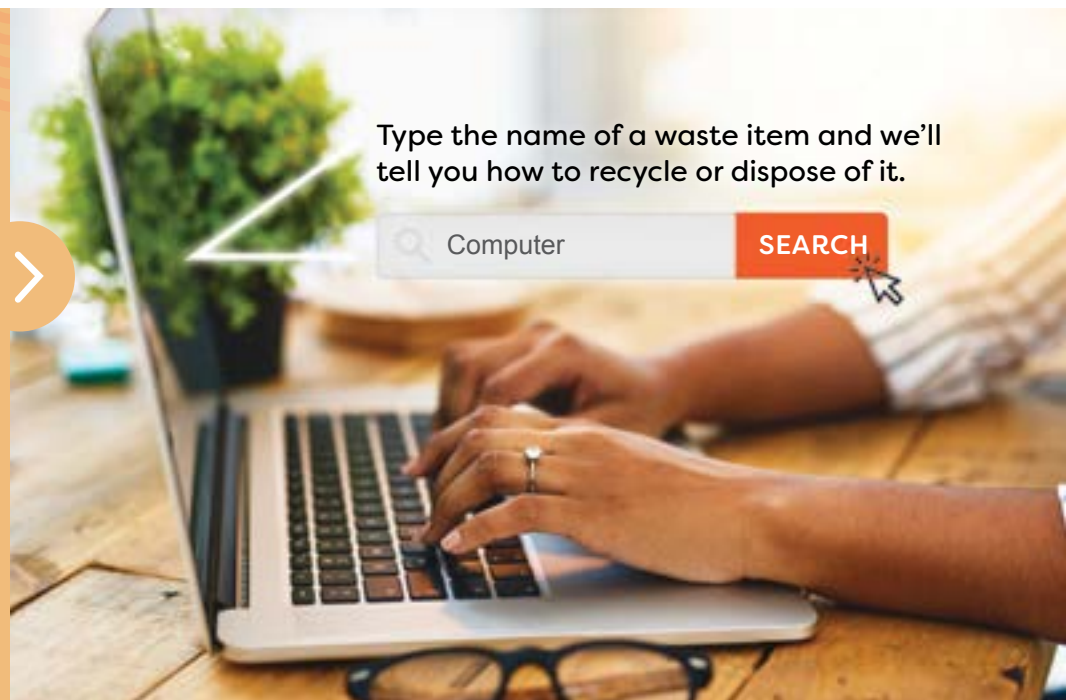 Type the name of a waste item and we'll
tell you how to recycle or dispose of it.
Computer SEARCH